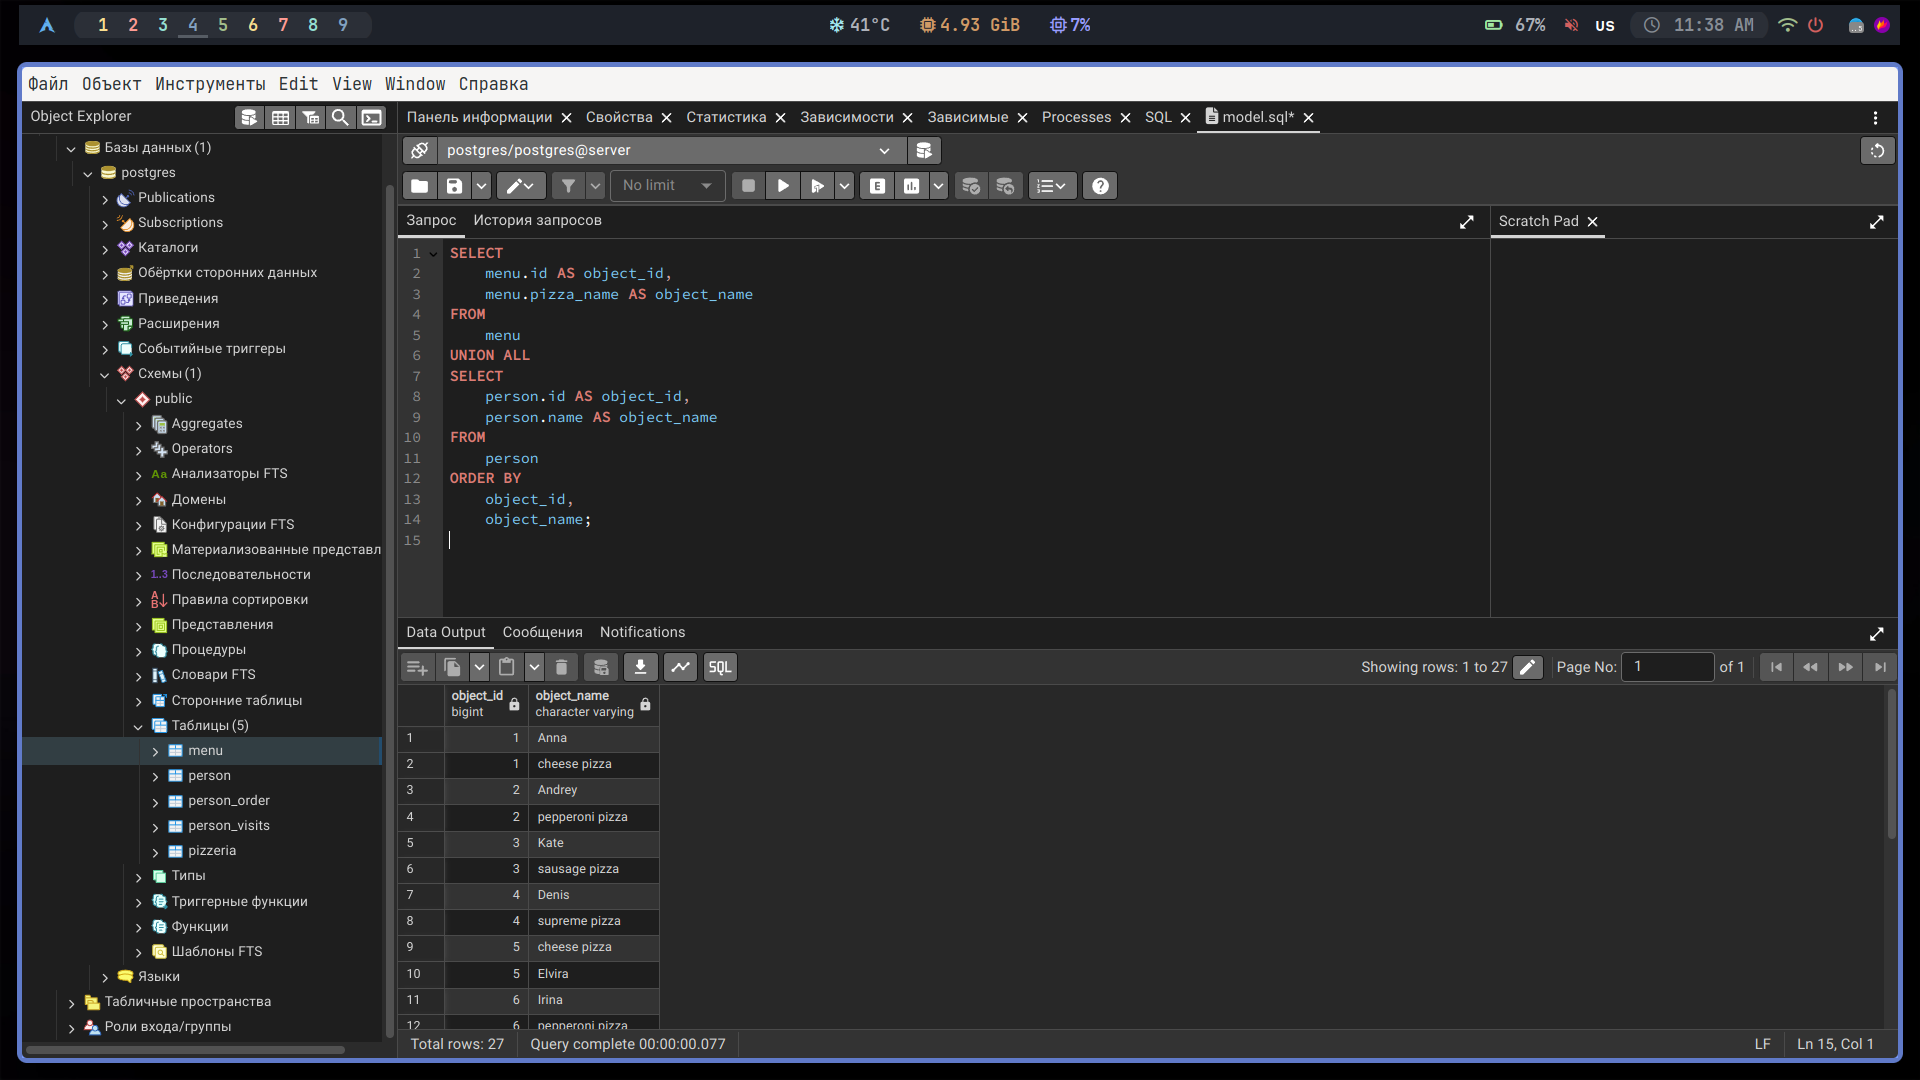 1 2 3 4 5 6 7 8 9
41°C 4.93 GiB 7%
67% US 11:38 AM
Файл Объект Инструменты Edit View Window Справка
Object Explorer
Базы данных (1)
postgres
Publications
Subscriptions
Каталоги
Обёртки сторонних данных
Приведения
Расширения
Событийные триггеры
Схемы (1)
public
Aggregates
Operators
Aa Анализаторы FTS
Домены
Конфигурации FTS
Материализованные представл
1..3 Последовательности
Правила сортировки
Представления
Процедуры
Словари FTS
Сторонние таблицы
Таблицы (5)
menu
person
person_order
person_visits
pizzeria
Типы
Триггерные функции
Функции
Шаблоны FTS
Языки
Табличные пространства
Роли входа/группы
Панель информации Свойства Статистика Зависимости Зависимые Processes SQL model.sql*
postgres/postgres@server
No limit
E
Запрос История запросов
Scratch Pad
1 SELECT
2 menu.id AS object_id,
3 menu.pizza_name AS object_name
4 FROM
5 menu
6 UNION ALL
7 SELECT
8 person.id AS object_id,
9 person.name AS object_name
10 FROM
11 person
12 ORDER BY
13 object_id,
14 object_name;
15
Data Output Сообщения Notifications
SQL
Showing rows: 1 to 27 Page No: 1 of 1
object_id object_name
bigint character varying
1 1 Anna
2 1 cheese pizza
3 2 Andrey
4 2 pepperoni pizza
5 3 Kate
6 3 sausage pizza
7 4 Denis
8 4 supreme pizza
9 5 cheese pizza
10 5 Elvira
11 6 Irina
12 6 pepperoni pizza
Total rows: 27 Query complete 00:00:00.077
LF Ln 15, Col 1